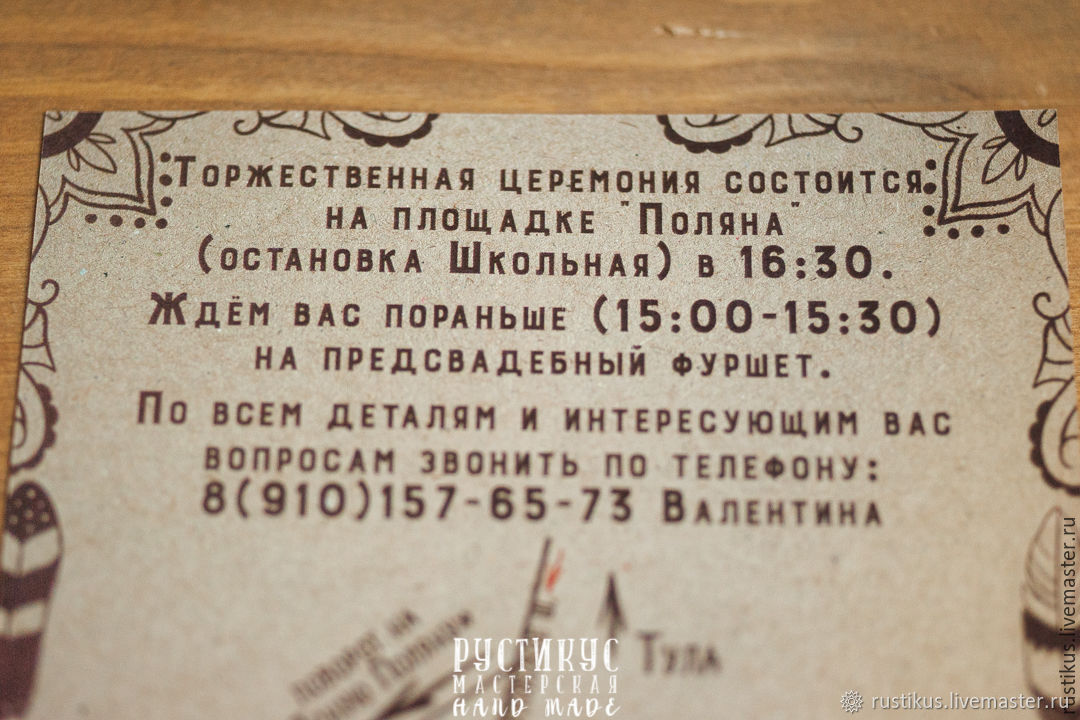 Торжественная церемония состоится
на площадке "Поляна"
(остановка Школьная) в 16:30.
Ждём вас пораньше (15:00-15:30)
на предсвадебный фуршет.
По всем деталям и интересующим вас
вопросам звонить по телефону:
8(910)157-65-73 Валентина
поворот на
Тула
РУСТИКУС
МАСТЕРСКАЯ
HAND MADE
rustikus.livemaster.ru
rustikus.livemaster.ru